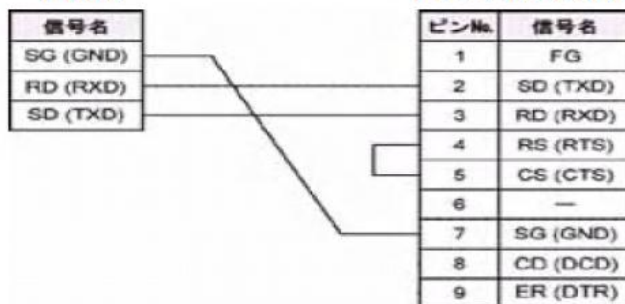 信号名
SG (GND)
RD (RXD)
SD (TXD)
ピンNo. 信号名
1 FG
2 SD (TXD)
3 RD (RXD)
4 RS (RTS)
5 CS (CTS)
6 —
7 SG (GND)
8 CD (DCD)
9 ER (DTR)